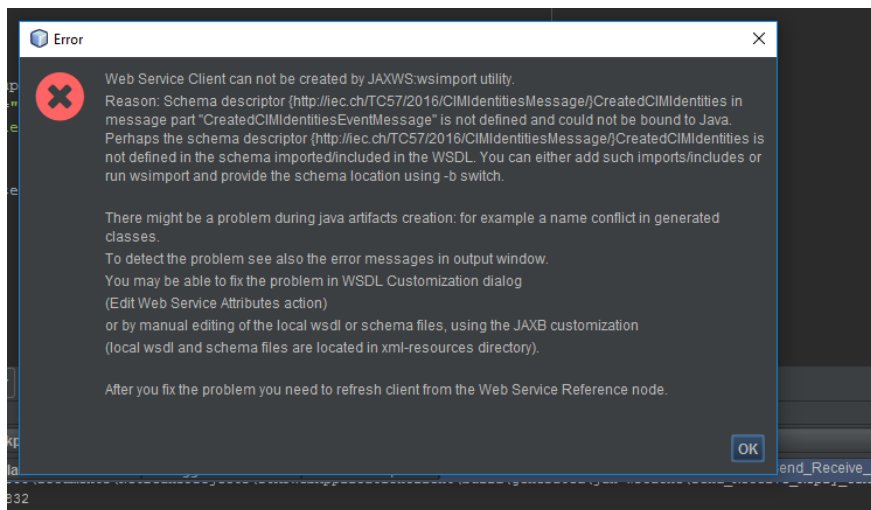 Error
Web Service Client can not be created by JAXWS:wsimport utility.
Reason: Schema descriptor {http://iec.ch/TC57/2016/CIMIdentitiesMessage/}CreatedCIMIdentities in
message part "CreatedCIMIdentitiesEventMessage" is not defined and could not be bound to Java.
Perhaps the schema descriptor {http://iec.ch/TC57/2016/CIMIdentitiesMessage/}CreatedCIMIdentities is
not defined in the schema imported/included in the WSDL. You can either add such imports/includes or
run wsimport and provide the schema location using -b switch.
There might be a problem during java artifacts creation: for example a name conflict in generated
classes.
To detect the problem see also the error messages in output window.
You may be able to fix the problem in WSDL Customization dialog
(Edit Web Service Attributes action)
or by manual editing of the local wsdl or schema files, using the JAXB customization
(local wsdl and schema files are located in xml-resources directory).
After you fix the problem you need to refresh client from the Web Service Reference node.
OK
end_Receive_
832